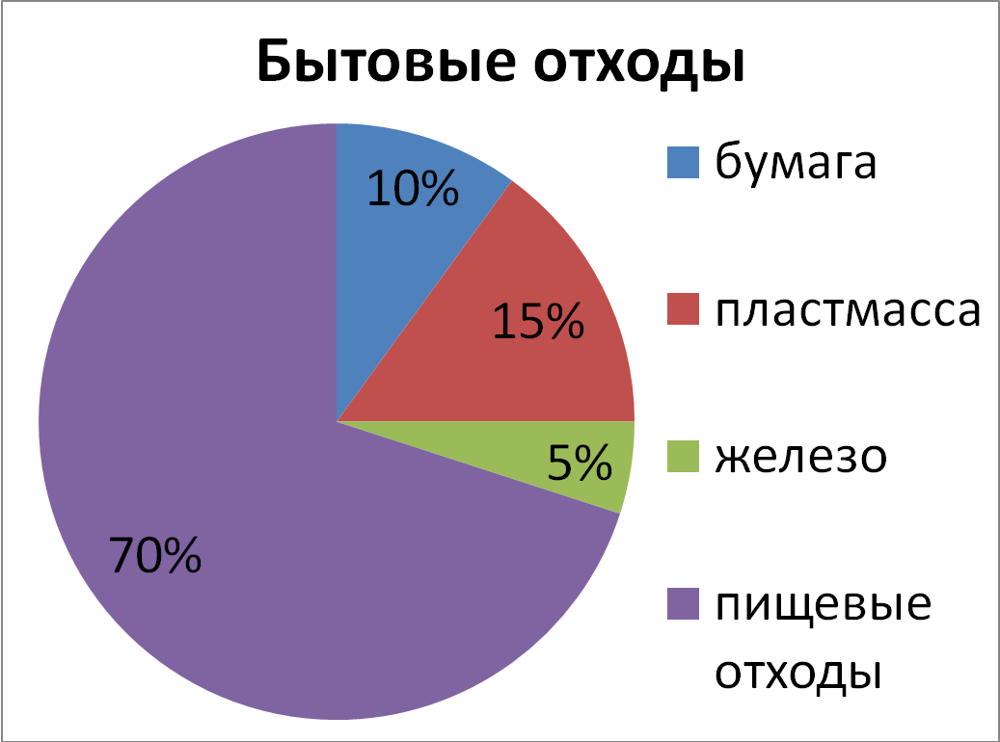 Бытовые отходы
10%
15%
5%
70%
бумага
пластмасса
железо
пищевые
отходы